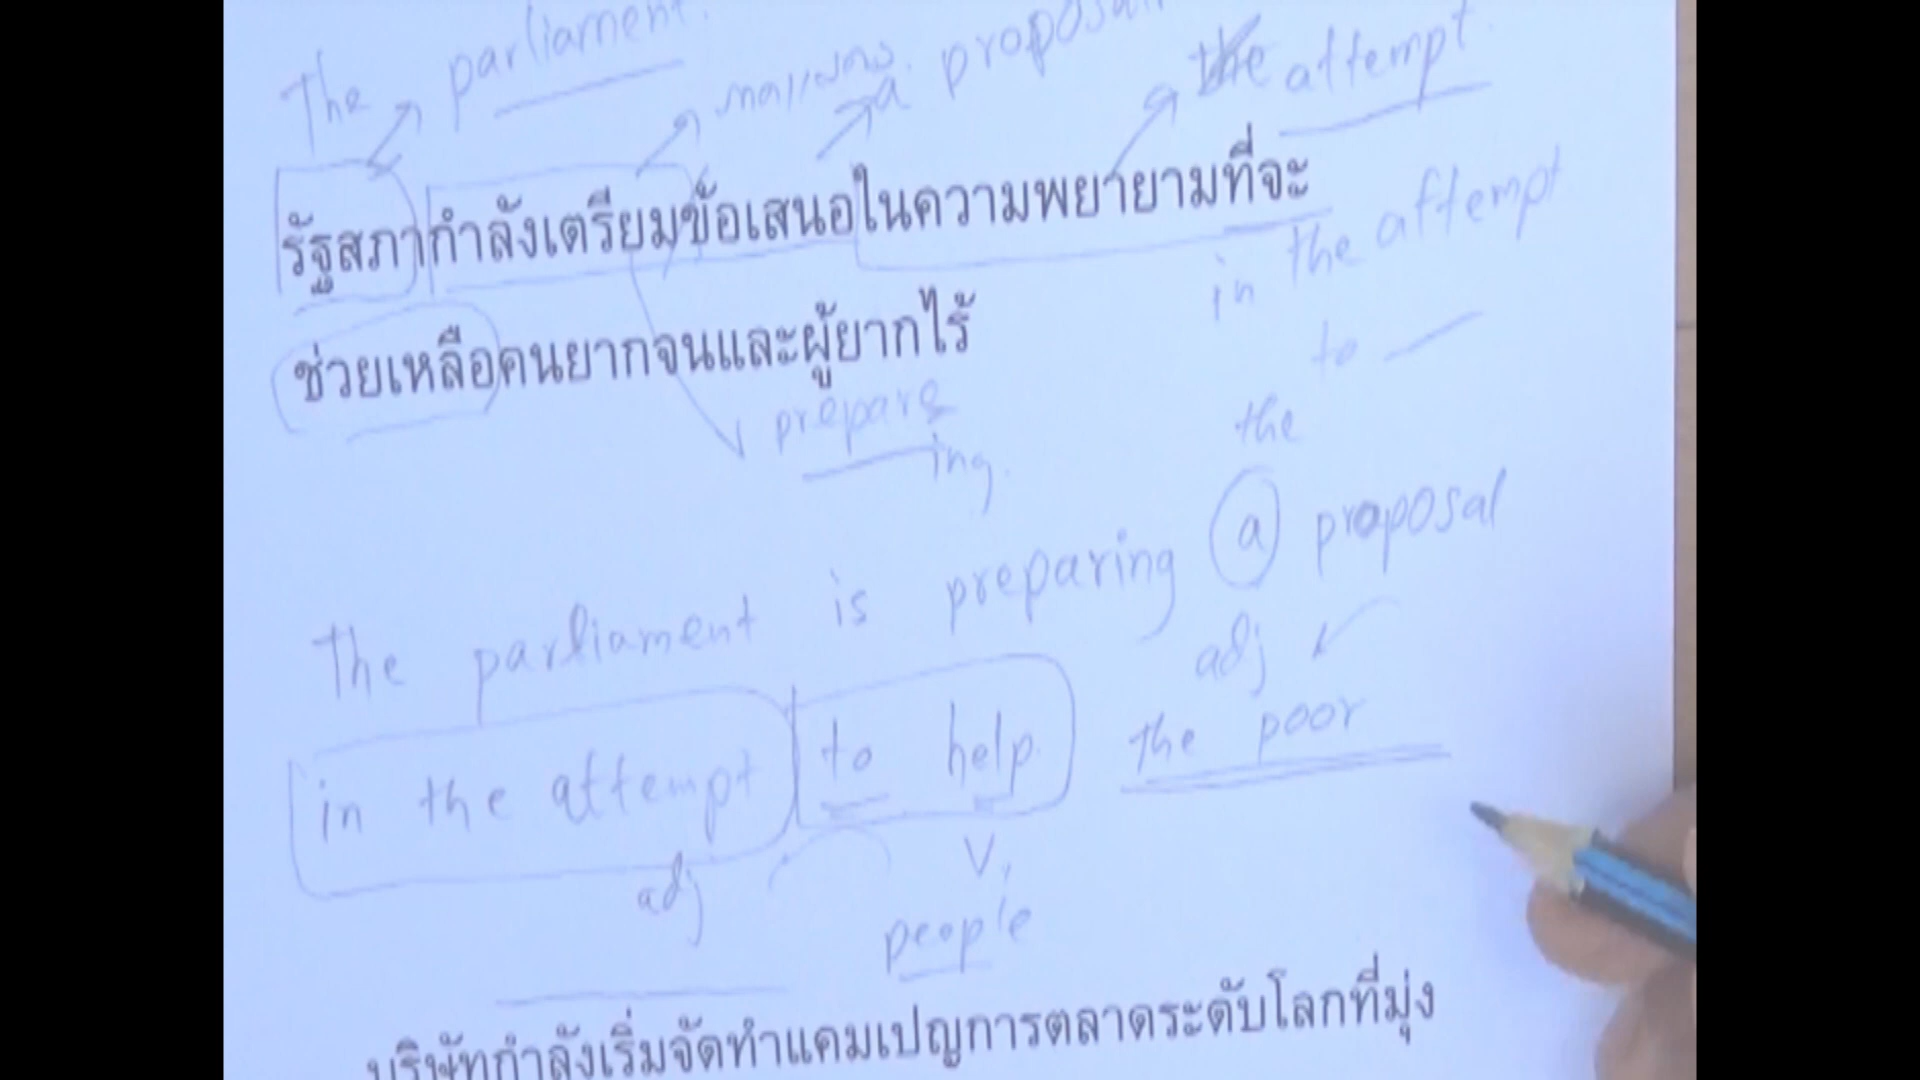 The parliament. a proposal the attempt.
รัฐสภากำลังเตรียมข้อเสนอในความพยายามที่จะ
in the attempt
to
ช่วยเหลือคนยากจนและผู้ยากไร้
prepare
ing.
the
The parliament is preparing a proposal
adj
in the attempt to help. the poor
adj V,
people
บริษัทกำลังเริ่มจัดทำแคมเปญการตลาดระดับโลกที่มุ่ง